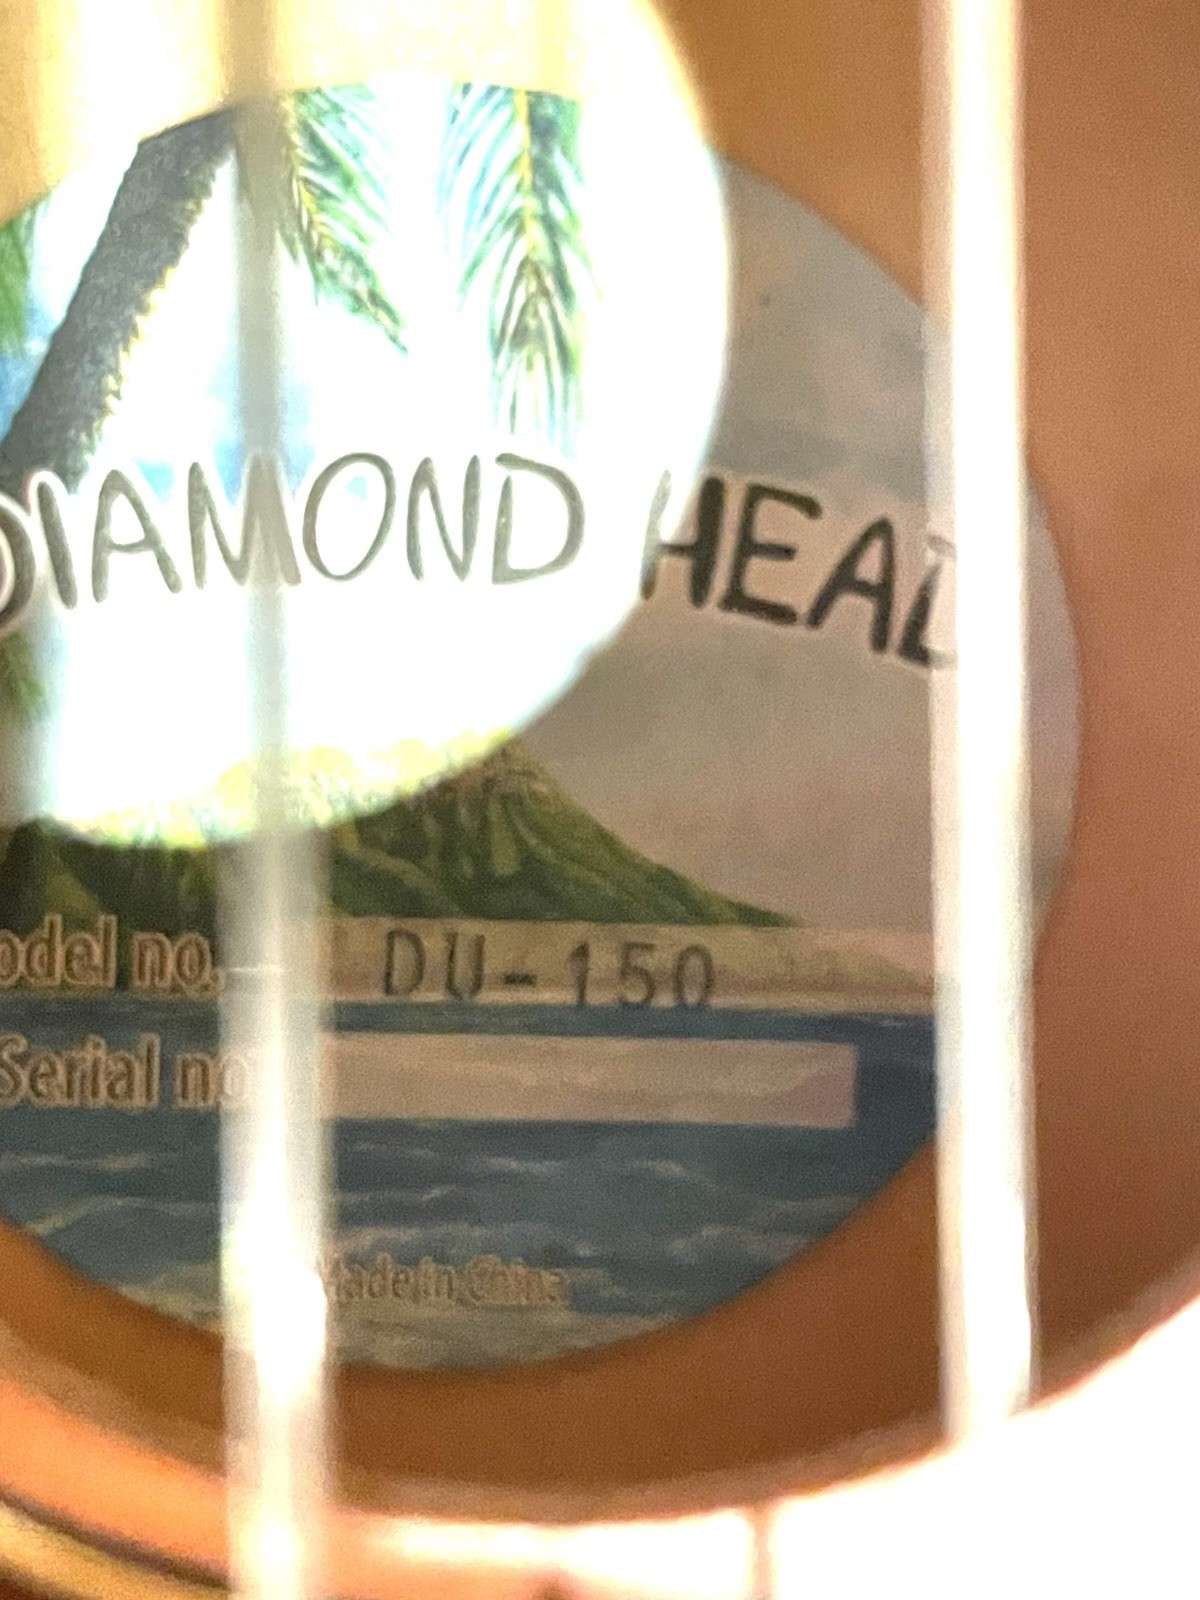 DIAMOND HEAD
odel no. DU-150
Serial no
Made in China